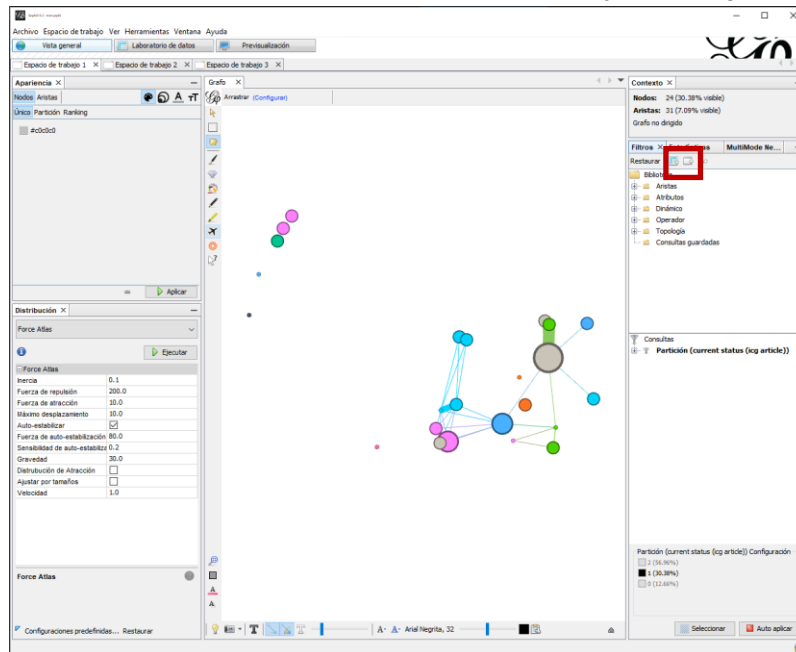 Archivo Espacio de trabajo Ver Herramientas Ventana Ayuda
Vista general Laboratorio de datos Previsualización
Espacio de trabajo 1 × Espacio de trabajo 2 × Espacio de trabajo 3 ×
Apariencia ×
Nodos Aristas
Único Partición Ranking
#c0c0c0
Aplicar
Distribución ×
Force Atlas
Ejecutar
Force Atlas
Inercia 0.1
Fuerza de repulsión 200.0
Fuerza de atracción 10.0
Máximo desplazamiento 10.0
Auto-estabilizar
Fuerza de auto-estabilización 80.0
Sensibilidad de auto-estabiliza 0.2
Gravedad 30.0
Distrubución de Atracción
Ajustar por tamaños
Velocidad 1.0
Force Atlas
Configuraciones predefinidas... Restaurar
Grafo ×
Arrastrar (Configurar)
T A- A- Arial Negrita, 32
Contexto ×
Nodos: 24 (30.38% visible)
Aristas: 31 (7.09% visible)
Grafo no dirigido
Filtros × MultiMode Ne...
Restaurar
Aristas
Atributos
Dinámico
Operador
Topología
Consultas guardadas
Consultas
Partición (current status (icg article))
Partición (current status (icg article)) Configuración
2 (56.96%)
1 (30.38%)
0 (12.66%)
Seleccionar Auto aplicar